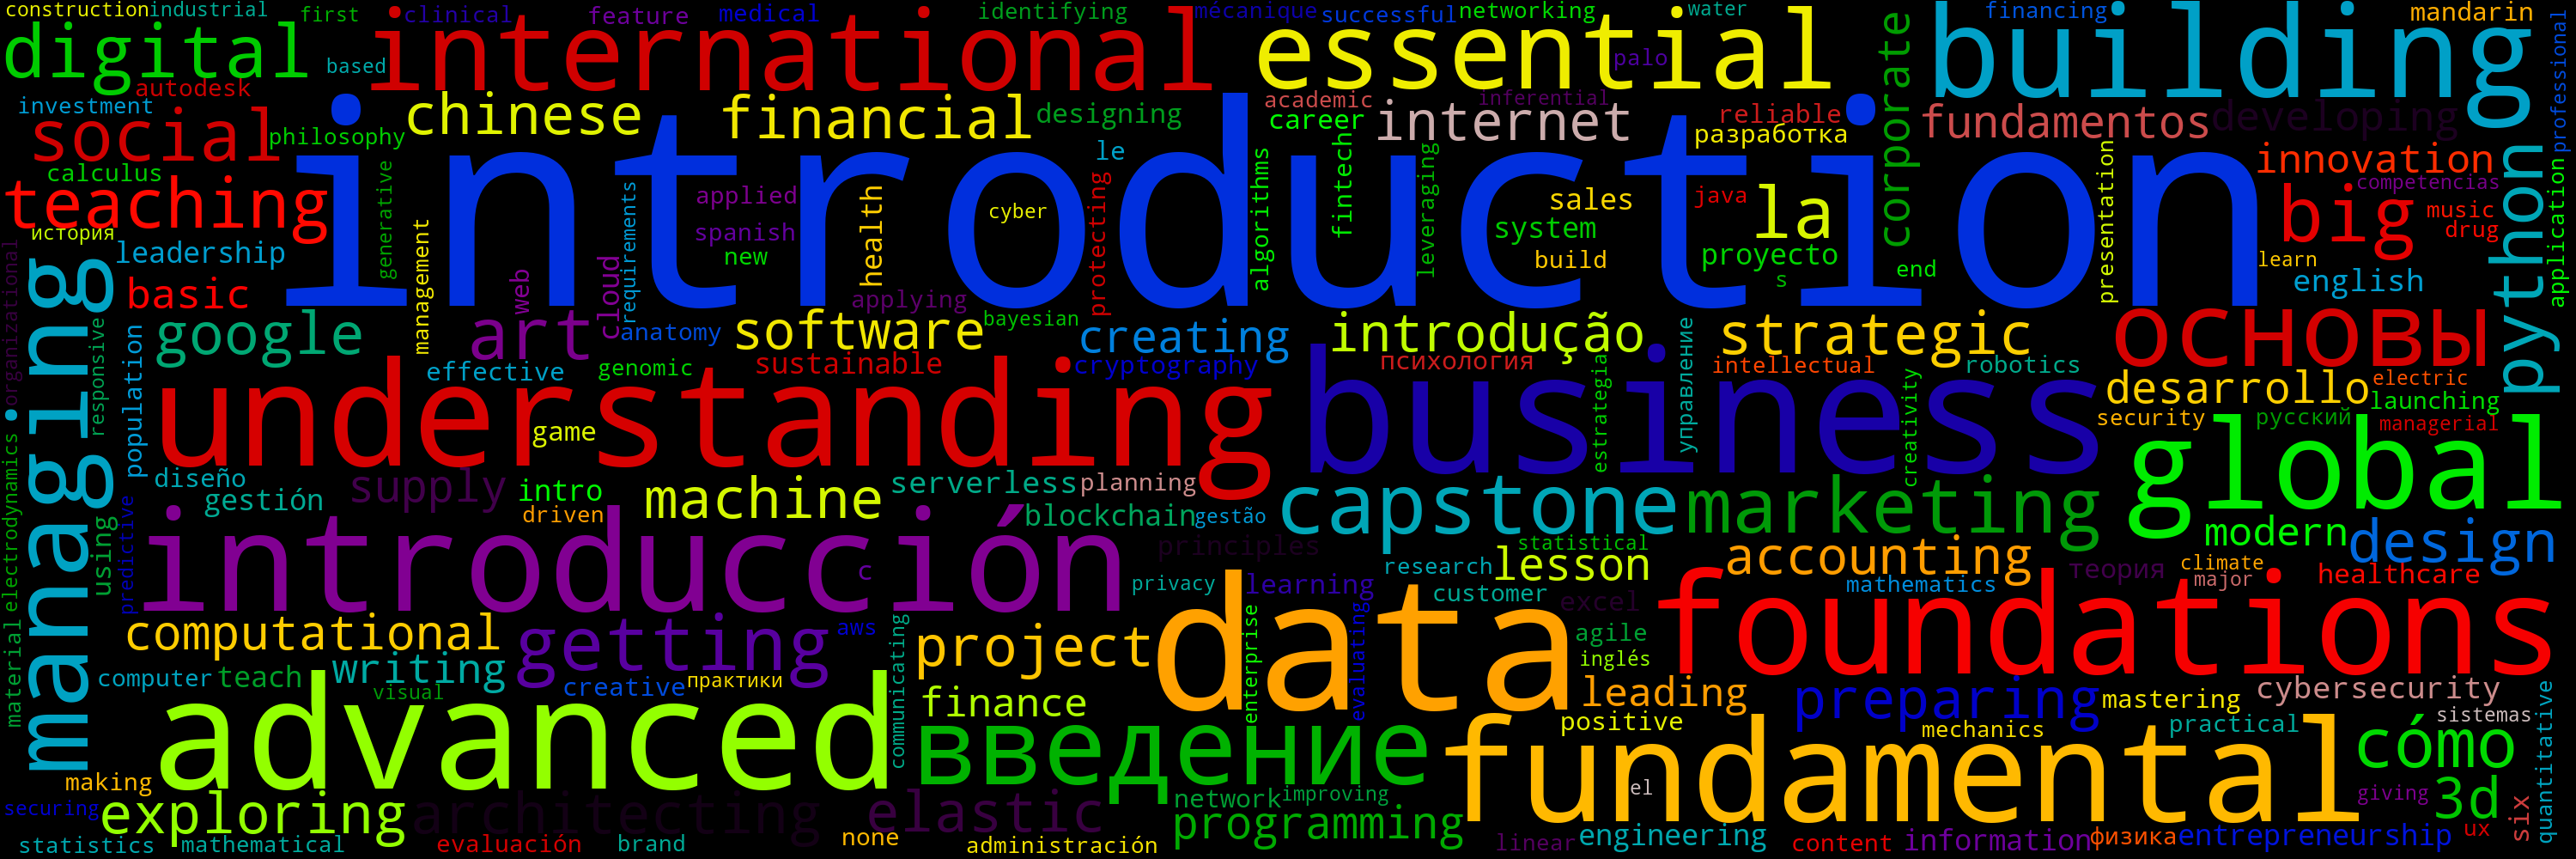 construction industrial first clinical feature medical identifying mécanique successful networking water financing mandarin
digital international essential building
based palo professional
autodesk investment chinese financial designing academic inferential internet reliable corporate fundamentos developing
social philosophy career разработка
introduction
calculus generative le algorithms fintech leveraging presentation innovation python
teaching requirements applied health cyber protecting sales java la big competencias application
история leadership management spanish system music
organizational new build proyecto drug
managing basic web cloud applying s end learn english
google art anatomy software bayesian creating introdução strategic основы
responsive population effective genomic sustainable cryptography психология estrategia управление intellectual creativity robotics
understanding business desarrollo electric
game launching
security русский managerial
global
diseño gestión supply intro machine serverless planning capstone marketing
driven blockchain gestão modern design
using predictive introducción c principles statistical accounting
privacy learning research lesson mathematics теория climate major healthcare
electrodynamics material data customer excel foundations
computational getting aws communicating project enterprise evaluating agile
writing inglés
computer teach visual creative практики finance leading preparing mastering cybersecurity
advanced введение positive mechanics practical sistemas quantitative
fundamental cómo
making
securing exploring architecting elastic network improving el giving 3d
programming six
statistics mathematical evaluación brand none administración linear engineering content information физика entrepreneurship ux